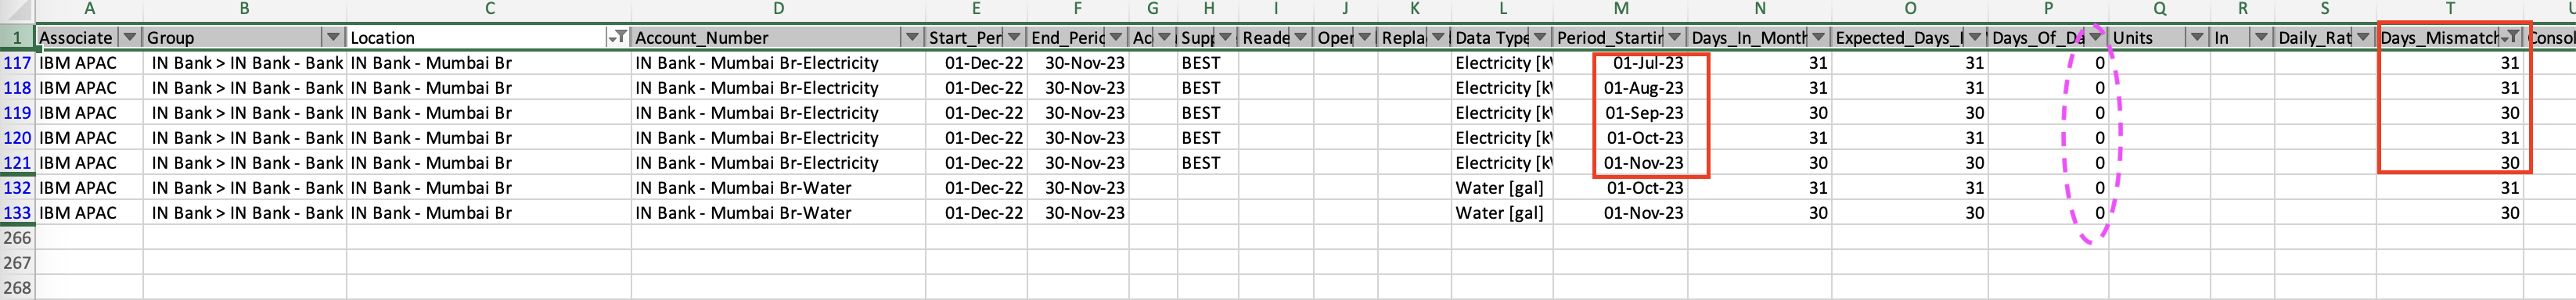 A B C D E F G H I J K L M N O P Q R S T
1 Associate Group Location Account_Number Start_Per End_Peric Ac Supp Reade Oper Repla Data Type Period_Startin Days_In_Month Expected_Days_I Days_Of_Da Units In Daily_Rat Days_Mismatch Consol
117 IBM APAC IN Bank > IN Bank - Bank IN Bank - Mumbai Br IN Bank - Mumbai Br-Electricity 01-Dec-22 30-Nov-23 BEST Electricity [k 01-Jul-23 31 31 0 31
118 IBM APAC IN Bank > IN Bank - Bank IN Bank - Mumbai Br IN Bank - Mumbai Br-Electricity 01-Dec-22 30-Nov-23 BEST Electricity [k 01-Aug-23 31 31 0 31
119 IBM APAC IN Bank > IN Bank - Bank IN Bank - Mumbai Br IN Bank - Mumbai Br-Electricity 01-Dec-22 30-Nov-23 BEST Electricity [k 01-Sep-23 30 30 0 30
120 IBM APAC IN Bank > IN Bank - Bank IN Bank - Mumbai Br IN Bank - Mumbai Br-Electricity 01-Dec-22 30-Nov-23 BEST Electricity [k 01-Oct-23 31 31 0 31
121 IBM APAC IN Bank > IN Bank - Bank IN Bank - Mumbai Br IN Bank - Mumbai Br-Electricity 01-Dec-22 30-Nov-23 BEST Electricity [k 01-Nov-23 30 30 0 30
132 IBM APAC IN Bank > IN Bank - Bank IN Bank - Mumbai Br IN Bank - Mumbai Br-Water 01-Dec-22 30-Nov-23 Water [gal] 01-Oct-23 31 31 0 31
133 IBM APAC IN Bank > IN Bank - Bank IN Bank - Mumbai Br IN Bank - Mumbai Br-Water 01-Dec-22 30-Nov-23 Water [gal] 01-Nov-23 30 30 0 30
266
267
268